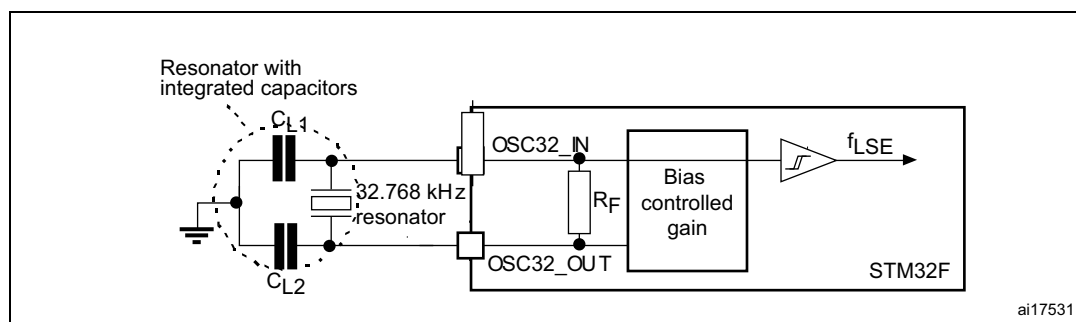 Resonator with
integrated capacitors
CL1
OSC32_IN
fLSE
32.768 kHz
resonator
RF
Bias
controlled
gain
OSC32_OUT
STM32F
CL2
ai17531